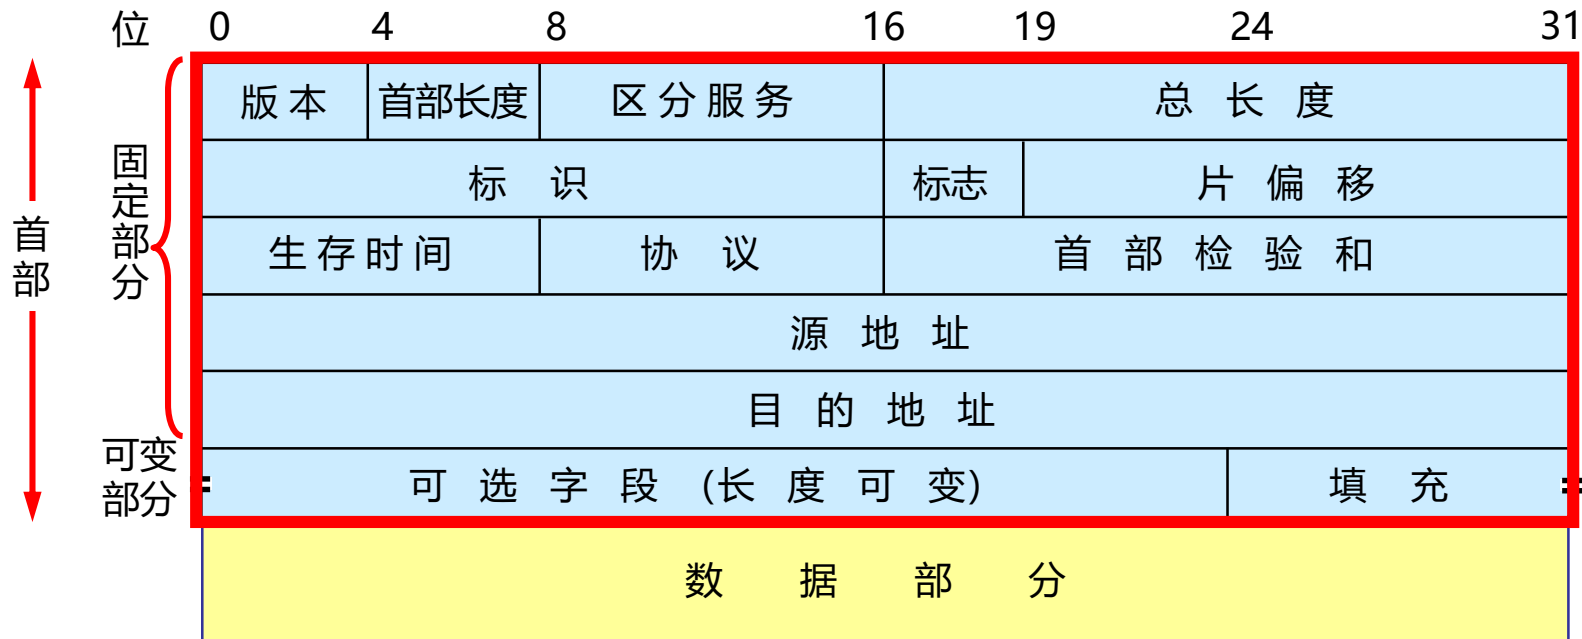 位 0 4 8 16 19 24 31
版本 首部长度 区分服务 总长度
标识 标志 片偏移
生存时间 协议 首部检验和
源地址
目的地址
可选字段 (长度可变) 填充
数据部分
首部
固定部分
可变
部分